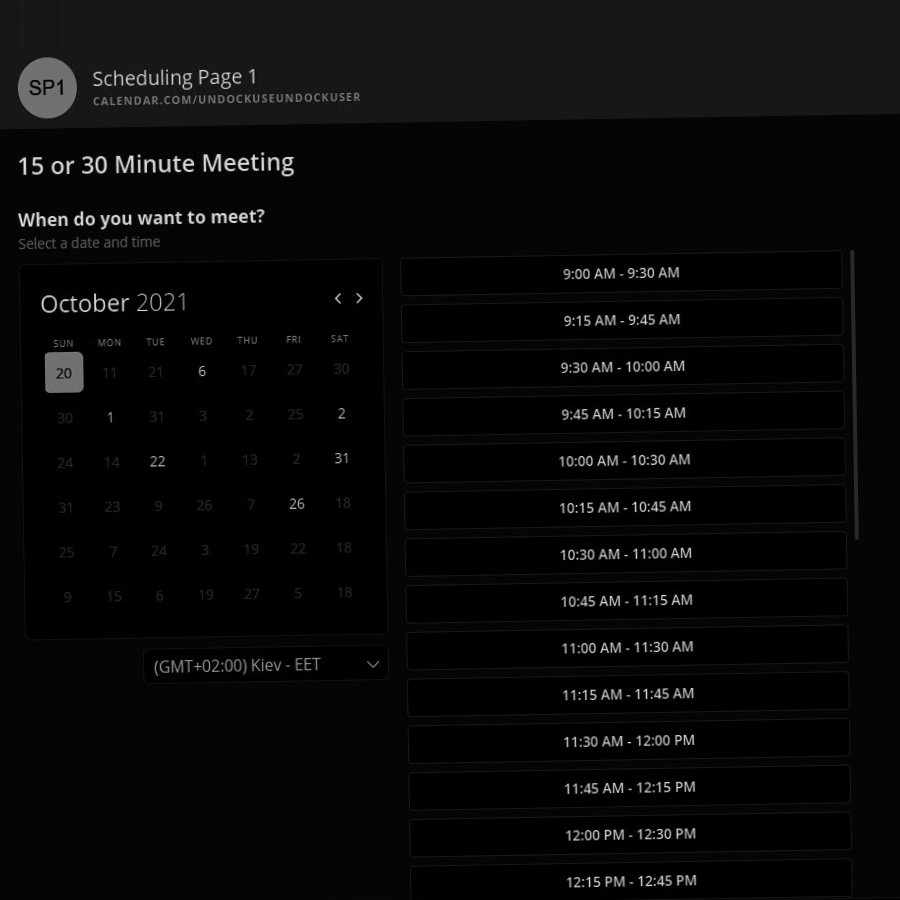 SP1
Scheduling Page 1
CALENDAR.COM/UNDOCKUSEUNDOCKUSER
15 or 30 Minute Meeting
When do you want to meet?
Select a date and time
October 2021
SUN MON TUE WED THU FRI SAT
20 11 21 6 17 27 30
30 1 31 3 2 25 2
24 14 22 1 13 2 31
31 23 9 26 7 26 18
25 7 24 3 19 22 18
9 15 6 19 27 5 18
(GMT+02:00) Kiev - EET
9:00 AM - 9:30 AM
9:15 AM - 9:45 AM
9:30 AM - 10:00 AM
9:45 AM - 10:15 AM
10:00 AM - 10:30 AM
10:15 AM - 10:45 AM
10:30 AM - 11:00 AM
10:45 AM - 11:15 AM
11:00 AM - 11:30 AM
11:15 AM - 11:45 AM
11:30 AM - 12:00 PM
11:45 AM - 12:15 PM
12:00 PM - 12:30 PM
12:15 PM - 12:45 PM